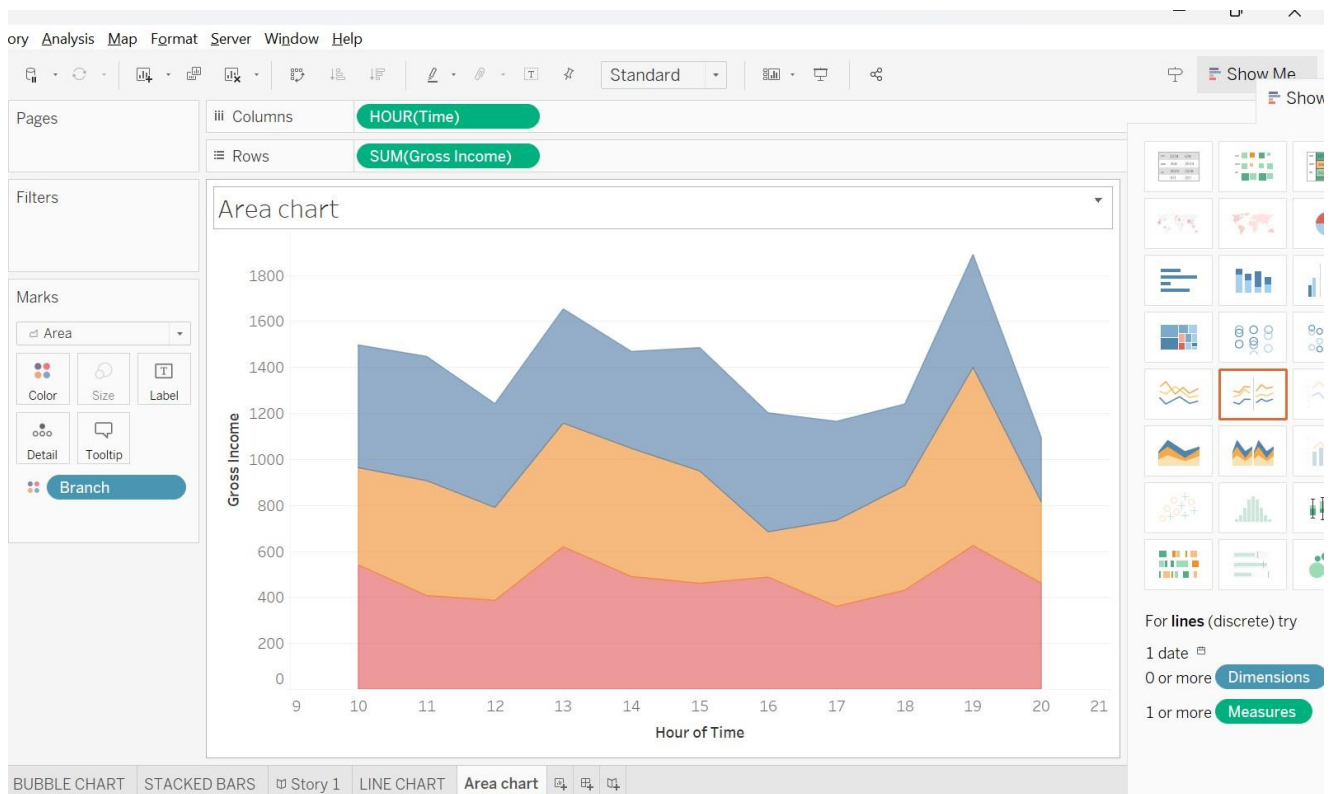 ory Analysis Map Format Server Window Help
Standard
Show Me
Show
Pages
iii Columns
HOUR(Time)
Rows
SUM(Gross Income)
Filters
Marks
Area
Color
Size
Label
Detail
Tooltip
Branch
Area chart
Gross Income
1800
1600
1400
1200
1000
800
600
400
200
0
9 10 11 12 13 14 15 16 17 18 19 20 21
Hour of Time
For lines (discrete) try
1 date
0 or more Dimensions
1 or more Measures
BUBBLE CHART STACKED BARS Story 1 LINE CHART Area chart